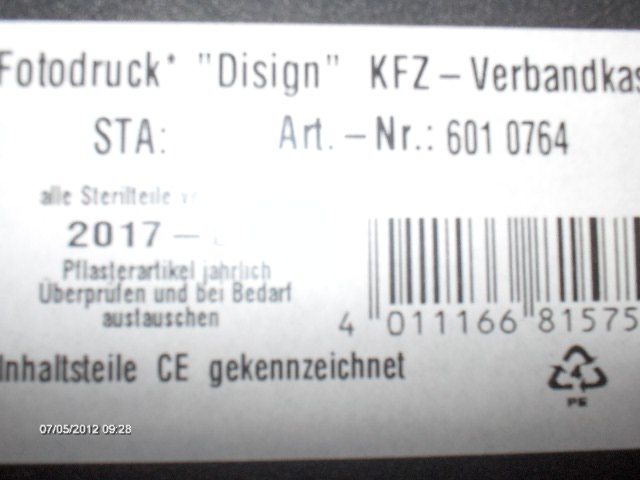 Fotodruck* "Disign" KFZ – Verbandkas
STA: Art. – Nr.: 601 0764
alle Sterilteile
2017 –
Pflasterartikel jährlich
Überprüfen und bei Bedarf
austauschen
4 011166 81575
Inhaltsteile CE gekennzeichnet
4
PE
07/05/2012 09:28